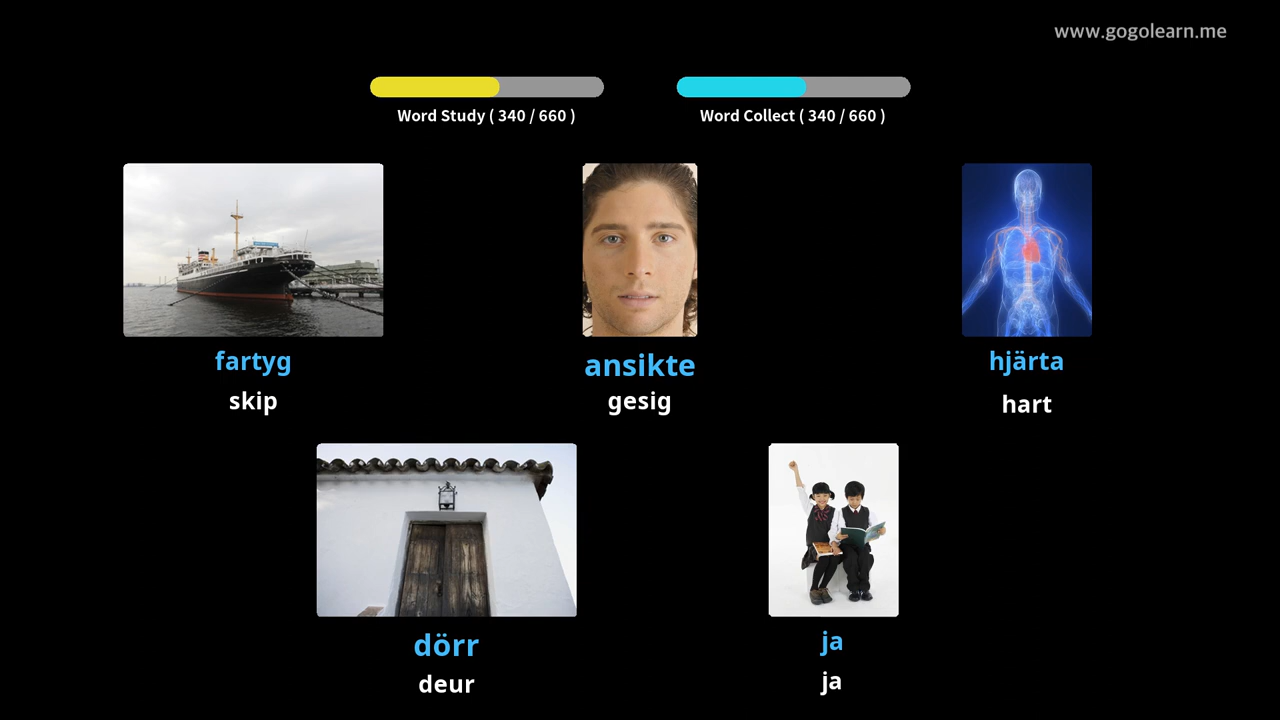 www.gogolearn.me
Word Study ( 340 / 660 )
Word Collect ( 340 / 660 )
fartyg
ansikte
hjärta
skip
gesig
hart
dörr
ja
deur
ja